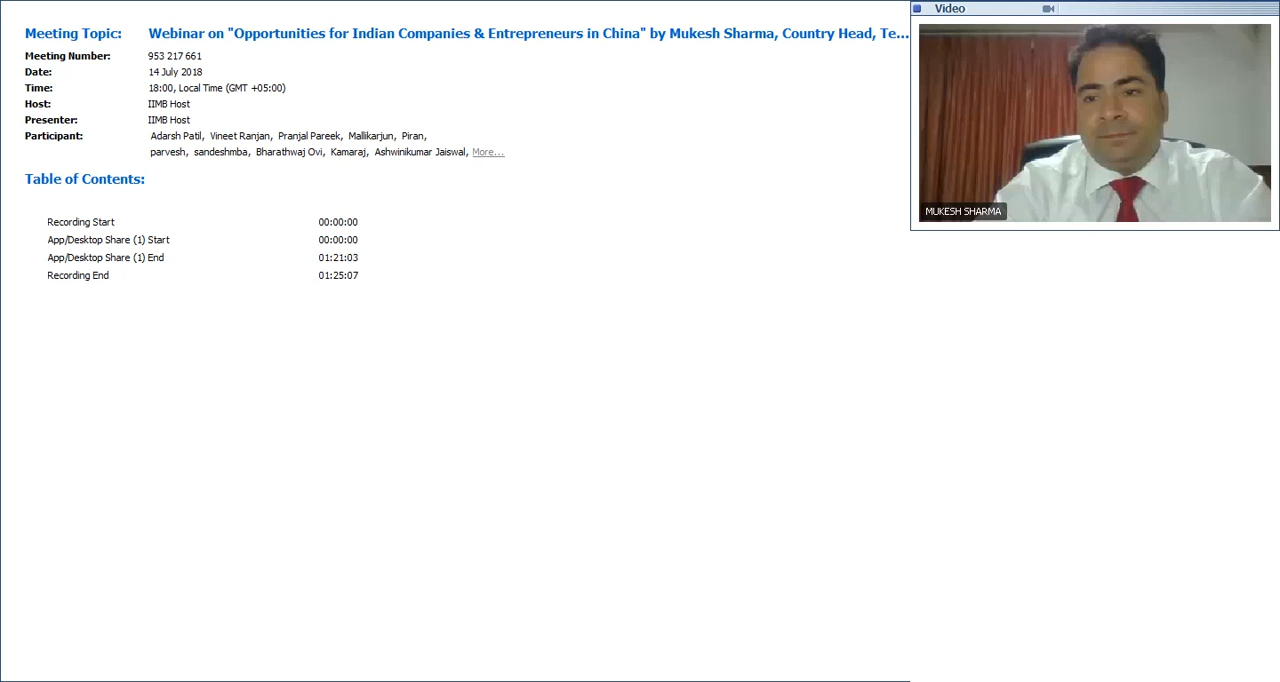 Meeting Topic: Webinar on "Opportunities for Indian Companies & Entrepreneurs in China" by Mukesh Sharma, Country Head, Te...
Meeting Number: 953 217 661
Date: 14 July 2018
Time: 18:00, Local Time (GMT +05:00)
Host: IIMB Host
Presenter: IIMB Host
Participant: Adarsh Patil, Vineet Ranjan, Pranjal Pareek, Mallikarjun, Piran,
parvesh, sandeshmba, Bharathwaj Ovi, Kamaraj, Ashwinikumar Jaiswal, More...
Table of Contents:
Recording Start 00:00:00
App/Desktop Share (1) Start 00:00:00
App/Desktop Share (1) End 01:21:03
Recording End 01:25:07
Video
MUKESH SHARMA